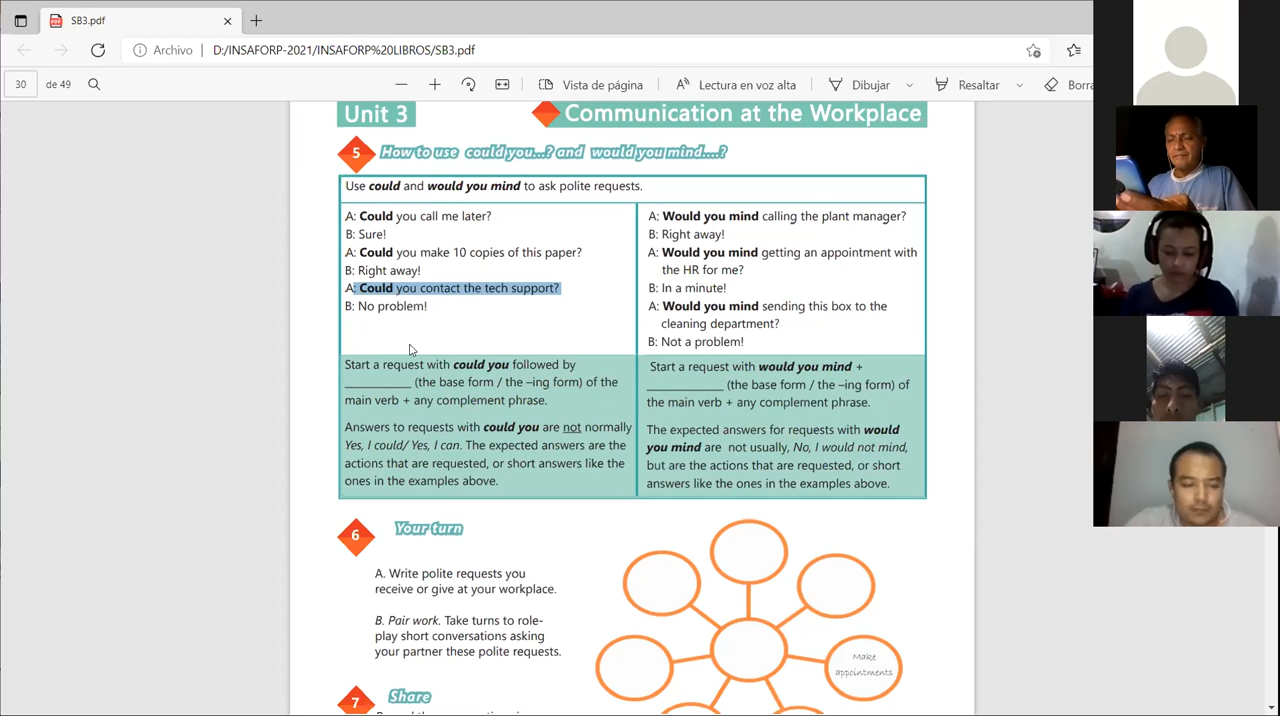 SB3.pdf
Archivo
D:/INSAFORP-2021/INSAFORP%20LIBROS/SB3.pdf
30
de 49
Vista de página
Lectura en voz alta
Dibujar
Resaltar
Borra
Unit 3
Communication at the Workplace
5
How to use could you...? and would you mind....?
Use could and would you mind to ask polite requests.
A: Could you call me later?
B: Sure!
A: Could you make 10 copies of this paper?
B: Right away!
A: Could you contact the tech support?
B: No problem!
A: Would you mind calling the plant manager?
B: Right away!
A: Would you mind getting an appointment with
the HR for me?
B: In a minute!
A: Would you mind sending this box to the
cleaning department?
B: Not a problem!
Start a request with could you followed by
___________ (the base form / the –ing form) of the
main verb + any complement phrase.
Answers to requests with could you are not normally
Yes, I could/ Yes, I can. The expected answers are the
actions that are requested, or short answers like the
ones in the examples above.
Start a request with would you mind +
____________ (the base form / the –ing form) of
the main verb + any complement phrase.
The expected answers for requests with would
you mind are not usually, No, I would not mind,
but are the actions that are requested, or short
answers like the ones in the examples above.
6
Your turn
A. Write polite requests you
receive or give at your workplace.
B. Pair work. Take turns to role-
play short conversations asking
your partner these polite requests.
Make
appointments
7
Share